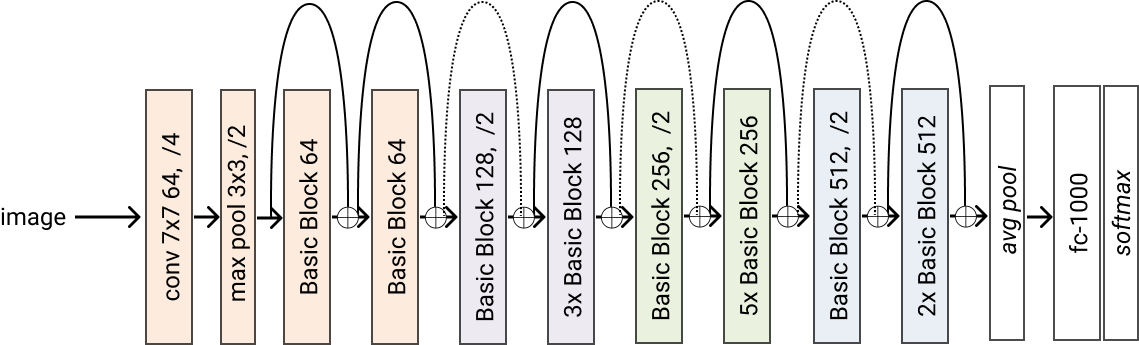 image
conv 7x7 64, /4
max pool 3x3, /2
Basic Block 64
Basic Block 64
Basic Block 128, /2
3x Basic Block 128
Basic Block 256, /2
5x Basic Block 256
Basic Block 512, /2
2x Basic Block 512
avg pool
fc-1000
softmax